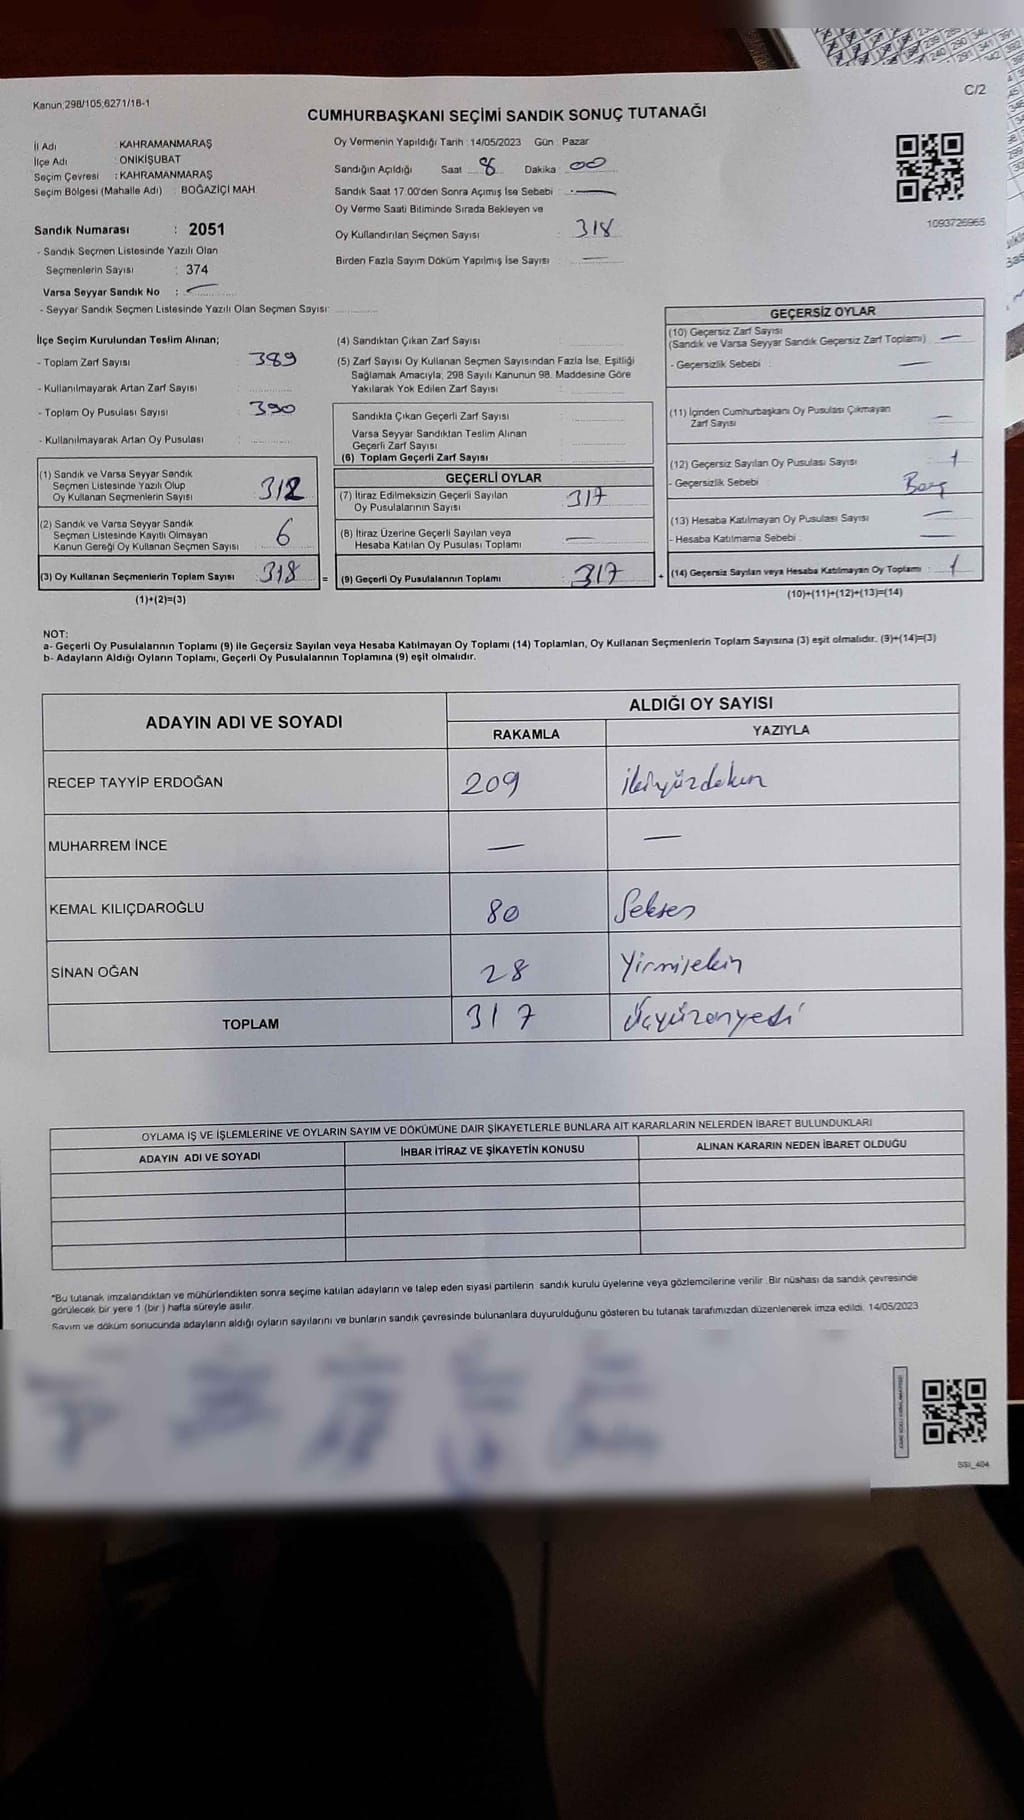 Kanun;298/105;6271/18-1
C/2
CUMHURBAŞKANI SEÇİMİ SANDIK SONUÇ TUTANAĞI
İl Adı : KAHRAMANMARAŞ
İlçe Adı : ONİKİŞUBAT
Seçim Çevresi : KAHRAMANMARAŞ
Seçim Bölgesi (Mahalle Adı) : BOĞAZİÇİ MAH
Oy Vermenin Yapıldığı Tarih : 14/05/2023 Gün : Pazar
Sandığın Açıldığı Saat 8 Dakika : 00
Sandık Saat 17.00'den Sonra Açımış İse Sebebi : —
Oy Verme Saati Bitiminde Sırada Bekleyen ve
Oy Kullandırılan Seçmen Sayısı : 318
Birden Fazla Sayım Döküm Yapılmış İse Sayısı : —
1093726965
Sandık Numarası : 2051
- Sandık Seçmen Listesinde Yazılı Olan
Seçmenlerin Sayısı : 374
Varsa Seyyar Sandık No : —
- Seyyar Sandık Seçmen Listesinde Yazılı Olan Seçmen Sayısı:
İlçe Seçim Kurulundan Teslim Alınan;
- Toplam Zarf Sayısı : 389
- Kullanılmayarak Artan Zarf Sayısı :
- Toplam Oy Pusulası Sayısı : 390
- Kullanılmayarak Artan Oy Pusulası :
(1) Sandık ve Varsa Seyyar Sandık
Seçmen Listesinde Yazılı Olup
Oy Kullanan Seçmenlerin Sayısı : 312
(2) Sandık ve Varsa Seyyar Sandık
Seçmen Listesinde Kayıtlı Olmayan
Kanun Gereği Oy Kullanan Seçmen Sayısı : 6
(3) Oy Kullanan Seçmenlerin Toplam Sayısı : 318 =
(1)+(2)=(3)
(4) Sandıktan Çıkan Zarf Sayısı :
(5) Zarf Sayısı Oy Kullanan Seçmen Sayısından Fazla İse, Eşitliği
Sağlamak Amacıyla, 298 Sayılı Kanunun 98. Maddesine Göre
Yakılarak Yok Edilen Zarf Sayısı :
Sandıkta Çıkan Geçerli Zarf Sayısı :
Varsa Seyyar Sandıktan Teslim Alınan
Geçerli Zarf Sayısı :
(6) Toplam Geçerli Zarf Sayısı :
GEÇERLİ OYLAR
(7) İtiraz Edilmeksizin Geçerli Sayılan
Oy Pusulalarının Sayısı : 317
(8) İtiraz Üzerine Geçerli Sayılan veya
Hesaba Katılan Oy Pusulası Toplamı : —
(9) Geçerli Oy Pusulalarının Toplamı : 317 +
GEÇERSİZ OYLAR
(10) Geçersiz Zarf Sayısı
(Sandık ve Varsa Seyyar Sandık Geçersiz Zarf Toplamı) : —
- Geçersizlik Sebebi : —
(11) İçinden Cumhurbaşkanı Oy Pusulası Çıkmayan
Zarf Sayısı : —
(12) Geçersiz Sayılan Oy Pusulası Sayısı : 1
- Geçersizlik Sebebi :
(13) Hesaba Katılmayan Oy Pusulası Sayısı : —
- Hesaba Katılmama Sebebi : —
(14) Geçersiz Sayılan veya Hesaba Katılmayan Oy Toplamı : 1
(10)+(11)+(12)+(13)=(14)
NOT:
a- Geçerli Oy Pusulalarının Toplamı (9) ile Geçersiz Sayılan veya Hesaba Katılmayan Oy Toplamı (14) Toplamları, Oy Kullanan Seçmenlerin Toplam Sayısına (3) eşit olmalıdır. (9)+(14)=(3)
b- Adayların Aldığı Oyların Toplamı, Geçerli Oy Pusulalarının Toplamına (9) eşit olmalıdır.
ADAYIN ADI VE SOYADI
ALDIĞI OY SAYISI
RAKAMLA YAZIYLA
RECEP TAYYİP ERDOĞAN 209 ikiyüzdokuz
MUHARREM İNCE — —
KEMAL KILIÇDAROĞLU 80 Seksen
SİNAN OĞAN 28 Yirmisekiz
TOPLAM 317 Üçyüzonyedi
OYLAMA İŞ VE İŞLEMLERİNE VE OYLARIN SAYIM VE DÖKÜMÜNE DAİR ŞİKAYETLERLE BUNLARA AİT KARARLARIN NELERDEN İBARET BULUNDUKLARI
ADAYIN ADI VE SOYADI İHBAR İTİRAZ VE ŞİKAYETİN KONUSU ALINAN KARARIN NEDEN İBARET OLDUĞU
*Bu tutanak imzalandıktan ve mühürlendikten sonra seçime katılan adayların ve talep eden siyasi partilerin sandık kurulu üyelerine veya gözlemcilerine verilir. Bir nüshası da sandık çevresinde
görülecek bir yere 1 (bir ) hafta süreyle asılır.
Sayım ve döküm sonucunda adayların aldığı oyların sayılarını ve bunların sandık çevresinde bulunanlara duyurulduğunu gösteren bu tutanak tarafımızdan düzenlenerek imza edildi. 14/05/2023
SSI_404